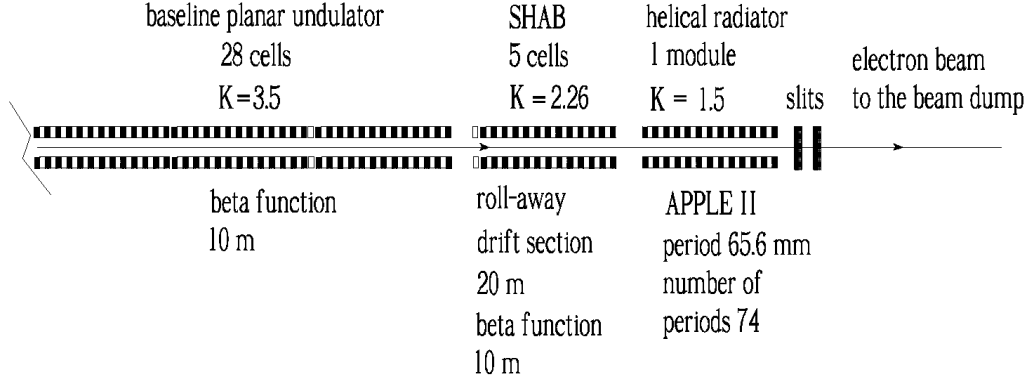 baseline planar undulator
28 cells
K=3.5
SHAB
5 cells
K = 2.26
helical radiator
1 module
K = 1.5
slits
electron beam
to the beam dump
beta function
10 m
roll-away
drift section
20 m
beta function
10 m
APPLE II
period 65.6 mm
number of
periods 74